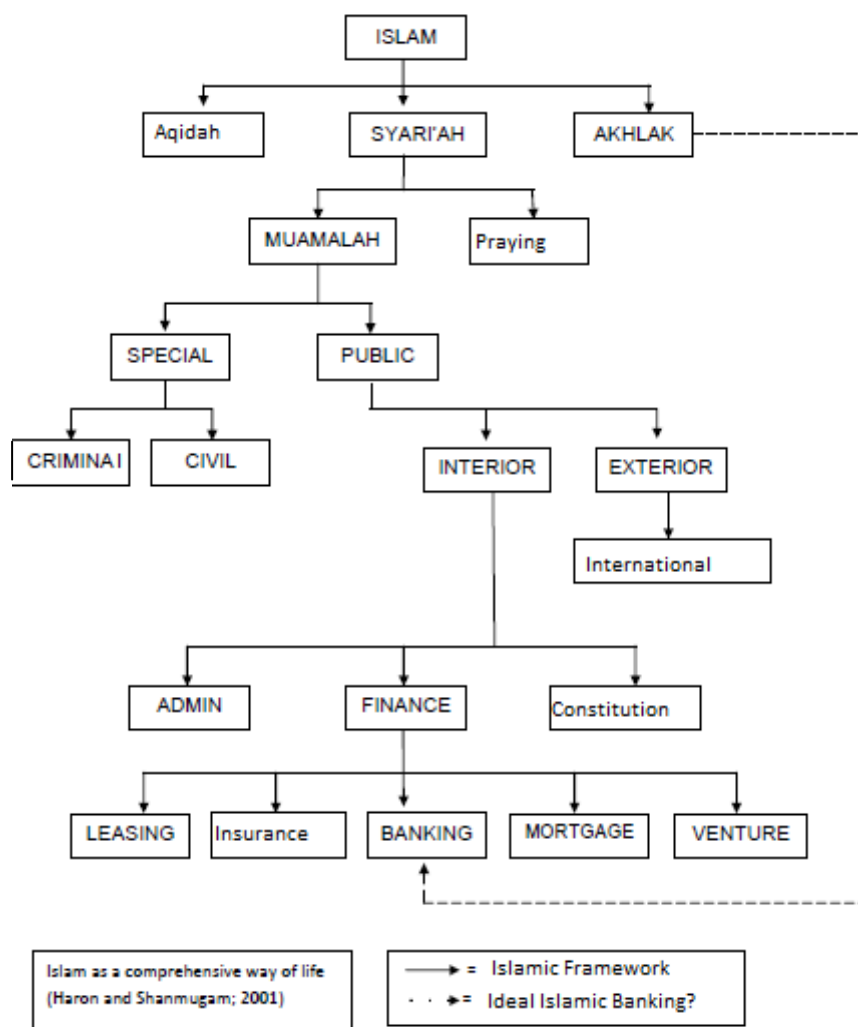 ISLAM
Aqidah
SYARI'AH
AKHLAK
MUAMALAH
Praying
SPECIAL
PUBLIC
CRIMINAI
CIVIL
INTERIOR
EXTERIOR
International
ADMIN
FINANCE
Constitution
LEASING
Insurance
BANKING
MORTGAGE
VENTURE
Islam as a comprehensive way of life
(Haron and Shanmugam; 2001)
= Islamic Framework
= Ideal Islamic Banking?